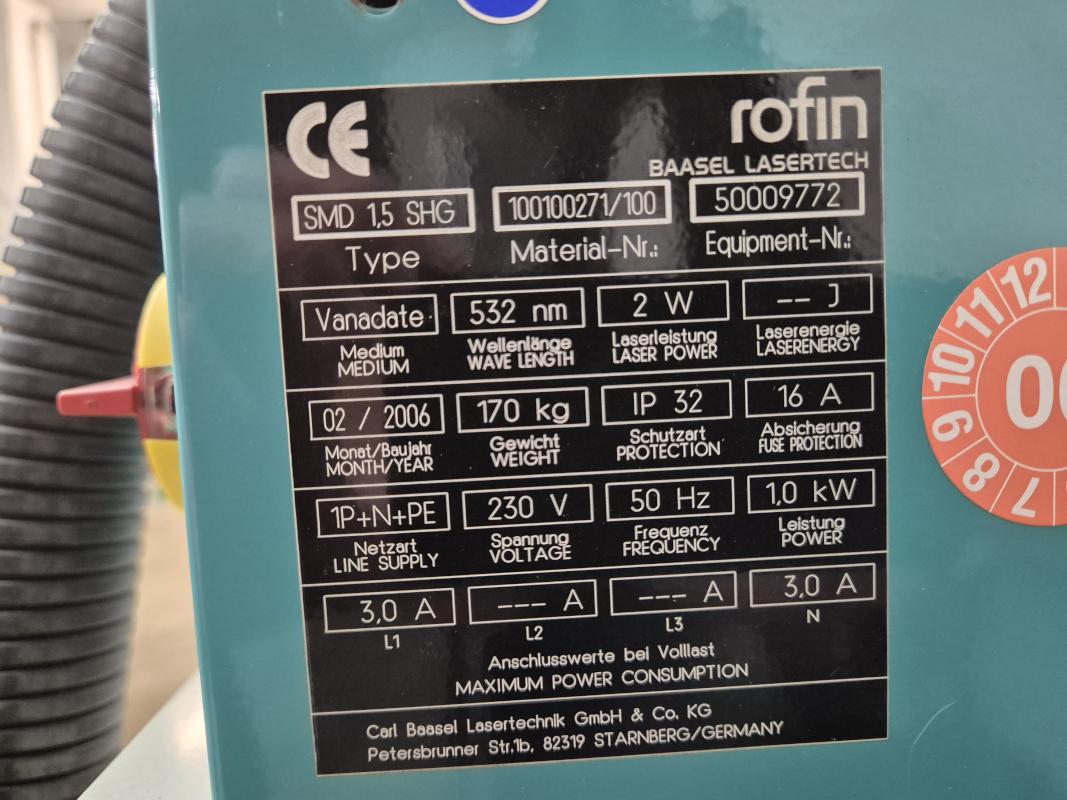 CE
rofin
BAASEL LASERTECH
SMD 1,5 SHG 100100271/100 50009772
Type Material-Nr.: Equipment-Nr.:
Vanadate 532 nm 2 W -- J
Medium Wellenlänge Laserleistung Laserenergie
MEDIUM WAVE LENGTH LASER POWER LASERENERGY
02 / 2006 170 kg IP 32 16 A
Monat/Baujahr Gewicht Schutzart Absicherung
MONTH/YEAR WEIGHT PROTECTION FUSE PROTECTION
1P+N+PE 230 V 50 Hz 1,0 kW
Netzart Spannung Frequenz Leistung
LINE SUPPLY VOLTAGE FREQUENCY POWER
3,0 A --- A --- A 3,0 A
L1 L2 L3 N
Anschlusswerte bei Volllast
MAXIMUM POWER CONSUMPTION
Carl Baasel Lasertechnik GmbH & Co. KG
Petersbrunner Str.1b, 82319 STARNBERG/GERMANY
12
11
10
9
8
7